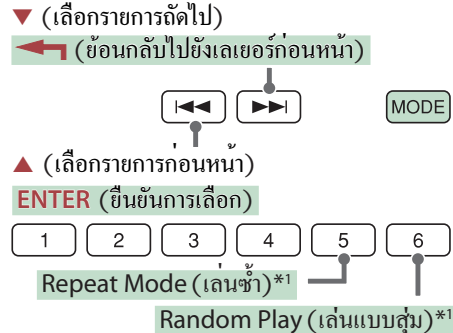 ▼ (เลือกรายการถัดไป)
(ย้อนกลับไปยังเลเยอร์ก่อนหน้า)
MODE
▲ (เลือกรายการก่อนหน้า)
ENTER (ยืนยันการเลือก)
1 2 3 4 5 6
Repeat Mode (เล่นซ้ำ)*1
Random Play (เล่นแบบสุ่ม)*1